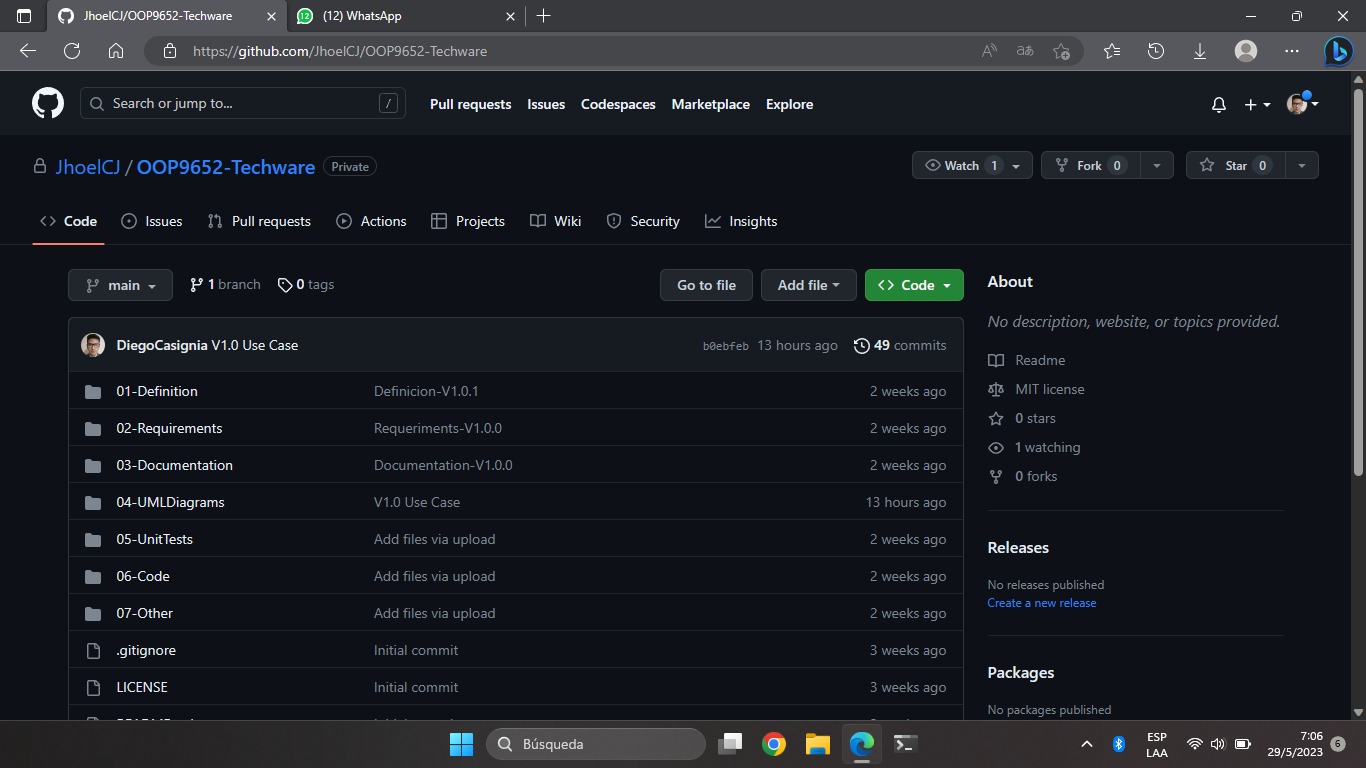 JhoelCJ/OOP9652-Techware
(12) WhatsApp
https://github.com/JhoelCJ/OOP9652-Techware
Search or jump to...
/
Pull requests
Issues
Codespaces
Marketplace
Explore
JhoelCJ / OOP9652-Techware
Private
Watch 1
Fork 0
Star 0
Code
Issues
Pull requests
Actions
Projects
Wiki
Security
Insights
main
1 branch
0 tags
Go to file
Add file
Code
DiegoCasignia V1.0 Use Case
b0ebfeb 13 hours ago
49 commits
01-Definition Definicion-V1.0.1 2 weeks ago
02-Requirements Requeriments-V1.0.0 2 weeks ago
03-Documentation Documentation-V1.0.0 2 weeks ago
04-UMLDiagrams V1.0 Use Case 13 hours ago
05-UnitTests Add files via upload 2 weeks ago
06-Code Add files via upload 2 weeks ago
07-Other Add files via upload 2 weeks ago
.gitignore Initial commit 3 weeks ago
LICENSE Initial commit 3 weeks ago
About
No description, website, or topics provided.
Readme
MIT license
0 stars
1 watching
0 forks
Releases
No releases published
Create a new release
Packages
No packages published
Búsqueda
ESP
LAA
7:06
29/5/2023
6